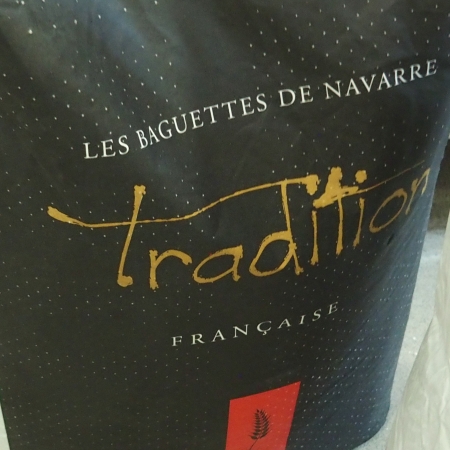 LES BAGUETTES DE NAVARRE
tradition
FRANÇAISE